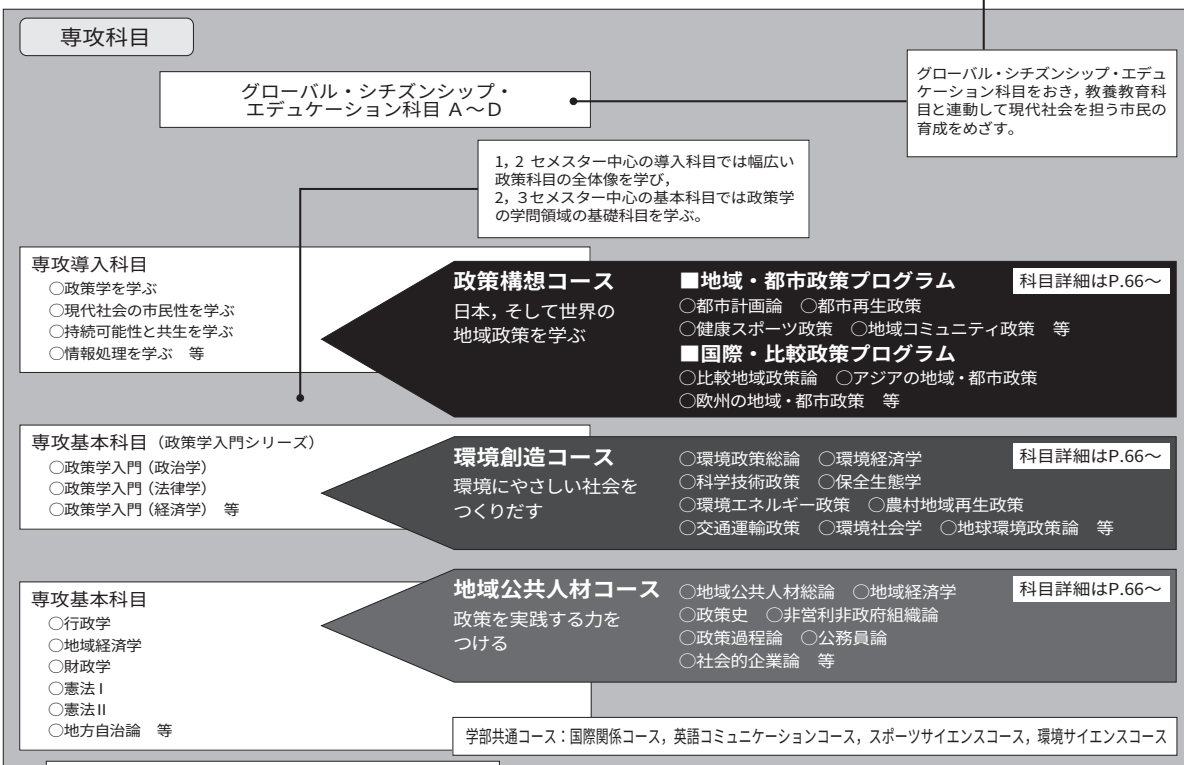 専攻科目
グローバル・シチズンシップ・
エデュケーション科目 A～D
グローバル・シチズンシップ・エデュ
ケーション科目をおき，教養教育科
目と連動して現代社会を担う市民の
育成をめざす。
1，2 セメスター中心の導入科目では幅広い
政策科目の全体像を学び，
2，3セメスター中心の基本科目では政策学
の学問領域の基礎科目を学ぶ。
専攻導入科目
○政策学を学ぶ
○現代社会の市民性を学ぶ
○持続可能性と共生を学ぶ
○情報処理を学ぶ　等
政策構想コース
日本，そして世界の
地域政策を学ぶ
■地域・都市政策プログラム
科目詳細はP.66～
○都市計画論　○都市再生政策
○健康スポーツ政策　○地域コミュニティ政策　等
■国際・比較政策プログラム
○比較地域政策論　○アジアの地域・都市政策
○欧州の地域・都市政策　等
専攻基本科目（政策学入門シリーズ）
○政策学入門（政治学）
○政策学入門（法律学）
○政策学入門（経済学）　等
環境創造コース
環境にやさしい社会を
つくりだす
科目詳細はP.66～
○環境政策総論　○環境経済学
○科学技術政策　○保全生態学
○環境エネルギー政策　○農村地域再生政策
○交通運輸政策　○環境社会学　○地球環境政策論　等
専攻基本科目
○行政学
○地域経済学
○財政学
○憲法Ⅰ
○憲法Ⅱ
○地方自治論　等
地域公共人材コース
政策を実践する力を
つける
科目詳細はP.66～
○地域公共人材総論　○地域経済学
○政策史　○非営利非政府組織論
○政策過程論　○公務員論
○社会的企業論　等
学部共通コース：国際関係コース，英語コミュニケーションコース，スポーツサイエンスコース，環境サイエンスコース